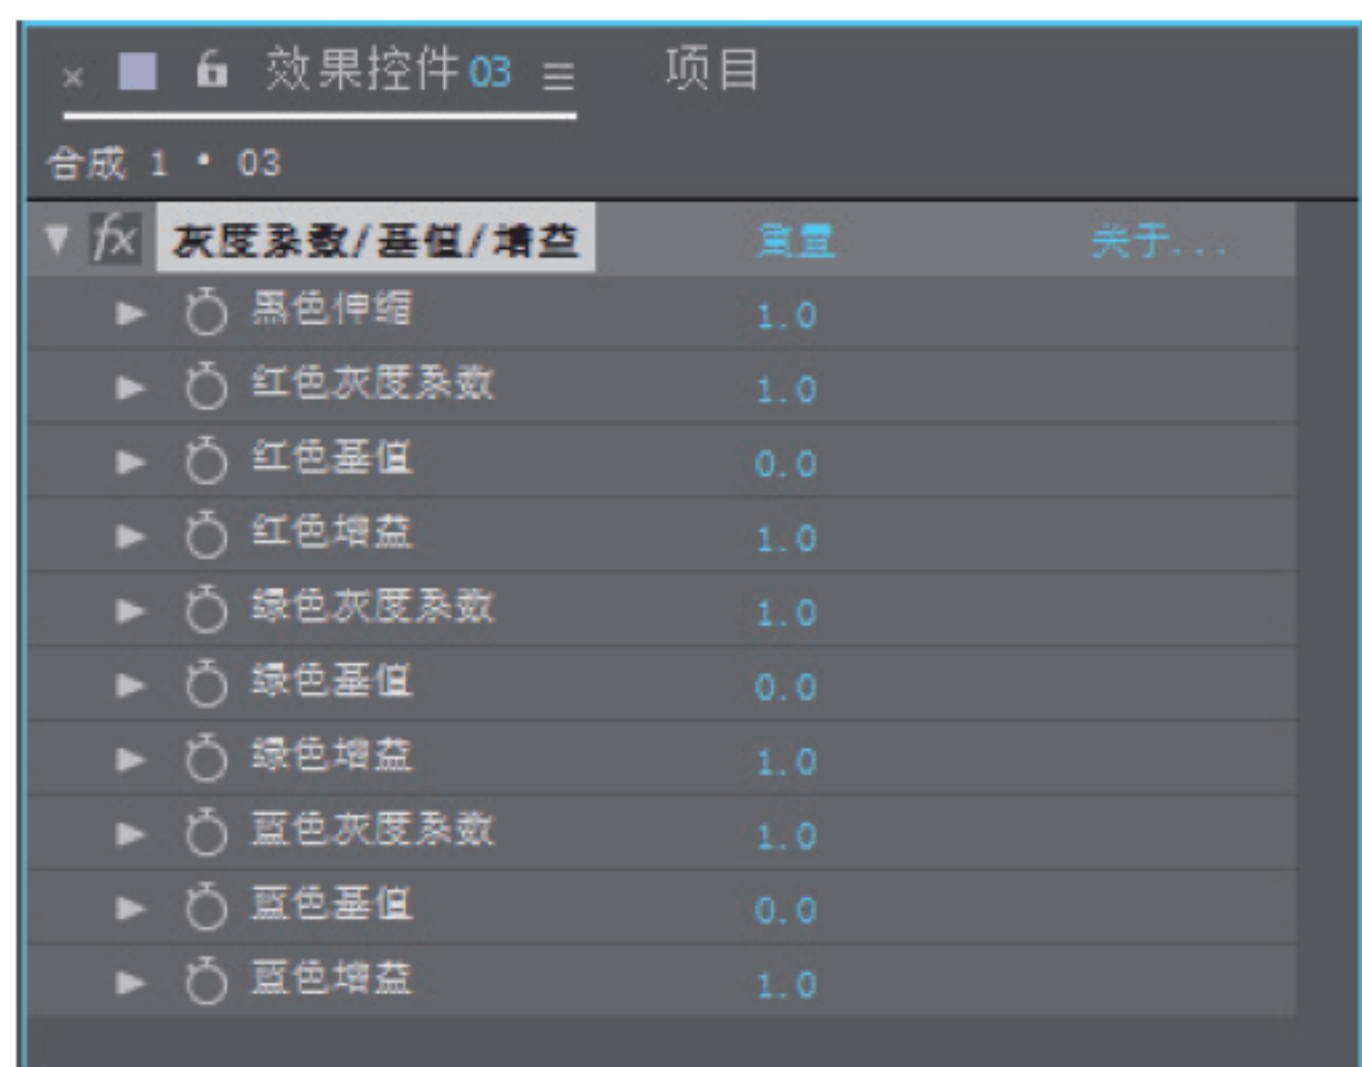 × 效果控件 03 ≡ 项目
合成 1 • 03
fx 灰度系数/基值/增益 重置 关于...
黑色伸缩 1.0
红色灰度系数 1.0
红色基值 0.0
红色增益 1.0
绿色灰度系数 1.0
绿色基值 0.0
绿色增益 1.0
蓝色灰度系数 1.0
蓝色基值 0.0
蓝色增益 1.0